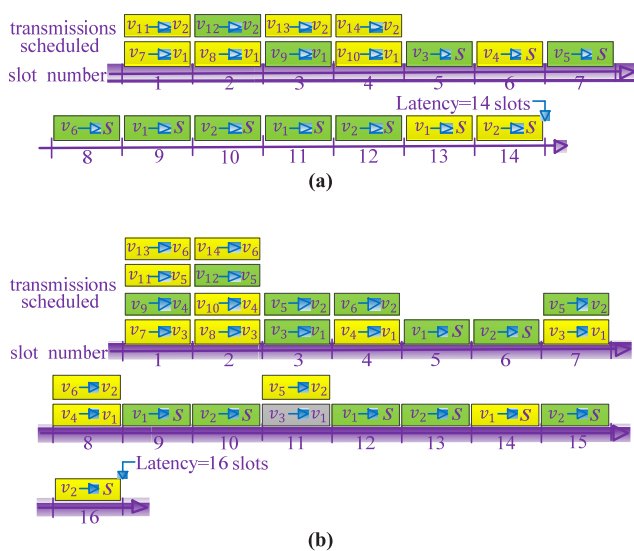 v11 v2 v12 v2 v13 v2 v14 v2
transmissions
scheduled
v7 v1 v8 v1 v9 v1 v10 v1 v3 S v4 S v5 S
slot number
1 2 3 4 5 6 7
Latency=14 slots
v6 S v1 S v2 S v1 S v2 S v1 S v2 S
8 9 10 11 12 13 14
(a)
v13 v6 v14 v6
transmissions
scheduled
v11 v5 v12 v5
v9 v4 v10 v4 v5 v2 v6 v2 v5 v2
v7 v3 v8 v3 v3 v1 v4 v1 v1 S v2 S v3 v1
slot number
1 2 3 4 5 6 7
v6 v2 v5 v2
v4 v1 v1 S v2 S v3 v1 v1 S v2 S v1 S v2 S
8 9 10 11 12 13 14 15
Latency=16 slots
v2 S
16
(b)